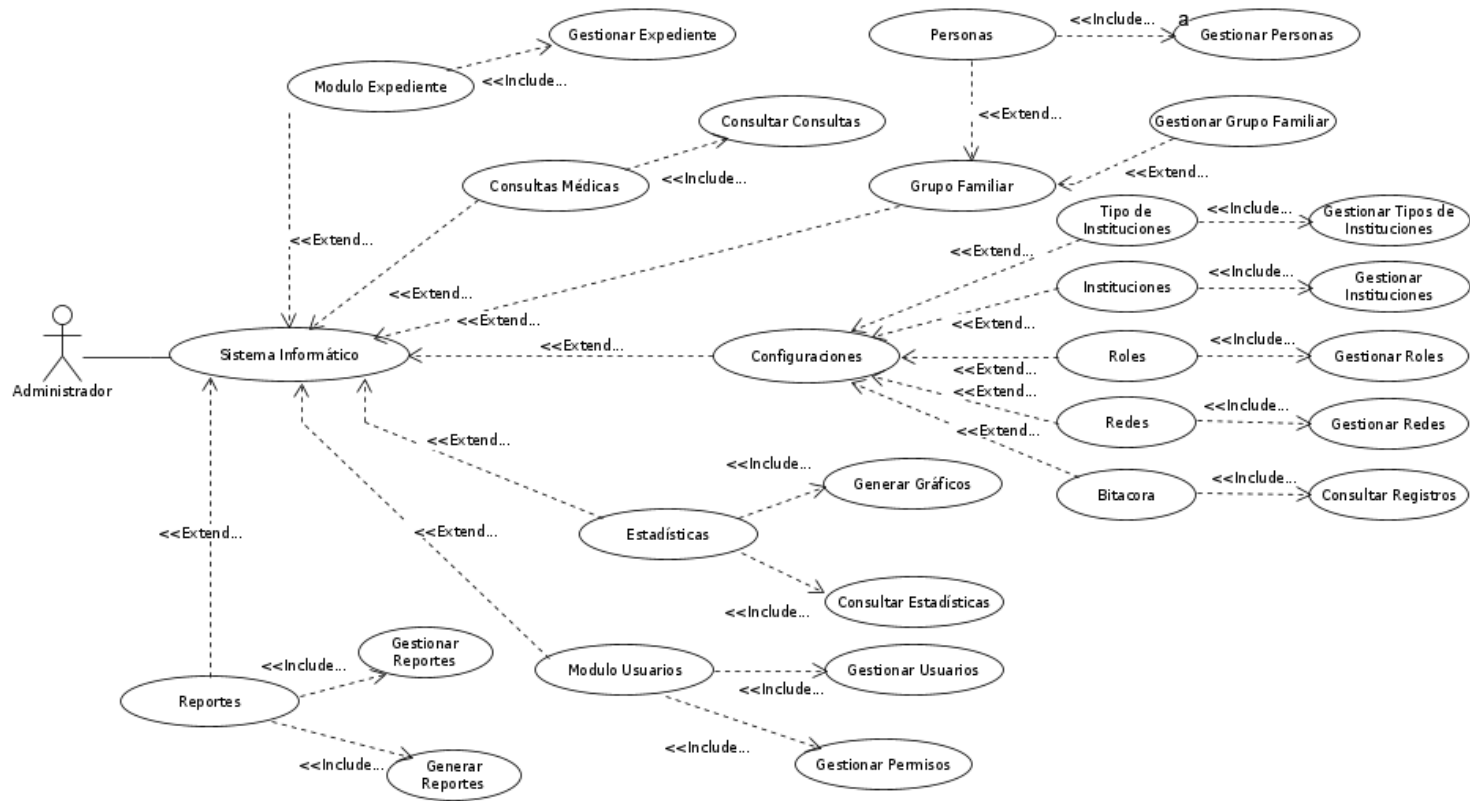 Gestionar Expediente
<<Include...
Modulo Expediente
Personas
<<Include...
a
Gestionar Personas
Consultar Consultas
<<Include...
Consultas Médicas
<<Extend...
Gestionar Grupo Familiar
<<Extend...
Grupo Familiar
<<Extend...
<<Extend...
<<Extend...
Tipo de
Instituciones
<<Include...
Gestionar Tipos de
Instituciones
<<Extend...
Instituciones
<<Include...
Gestionar
Instituciones
<<Extend...
Administrador
Sistema Informático
<<Extend...
Configuraciones
<<Extend...
Roles
<<Include...
Gestionar Roles
<<Extend...
Redes
<<Include...
Gestionar Redes
<<Extend...
Bitacora
<<Include...
Consultar Registros
<<Extend...
<<Include...
Generar Gráficos
Estadísticas
<<Include...
Consultar Estadísticas
<<Extend...
<<Extend...
Gestionar
Reportes
<<Include...
Reportes
<<Include...
Generar
Reportes
Modulo Usuarios
<<Include...
Gestionar Usuarios
<<Include...
Gestionar Permisos